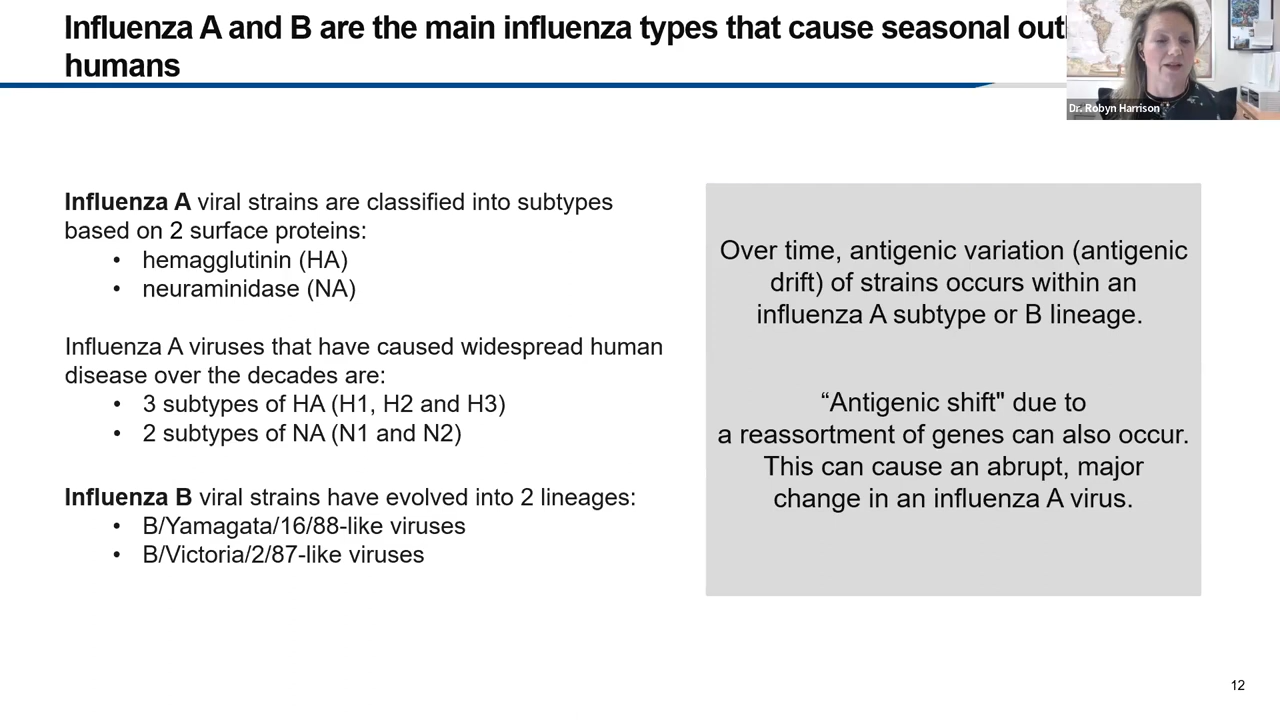 Influenza A and B are the main influenza types that cause seasonal
humans
Dr. Robyn Harrison
Influenza A viral strains are classified into subtypes
based on 2 surface proteins:
• hemagglutinin (HA)
• neuraminidase (NA)
Influenza A viruses that have caused widespread human
disease over the decades are:
• 3 subtypes of HA (H1, H2 and H3)
• 2 subtypes of NA (N1 and N2)
Influenza B viral strains have evolved into 2 lineages:
• B/Yamagata/16/88-like viruses
• B/Victoria/2/87-like viruses
Over time, antigenic variation (antigenic
drift) of strains occurs within an
influenza A subtype or B lineage.
“Antigenic shift" due to
a reassortment of genes can also occur.
This can cause an abrupt, major
change in an influenza A virus.
12